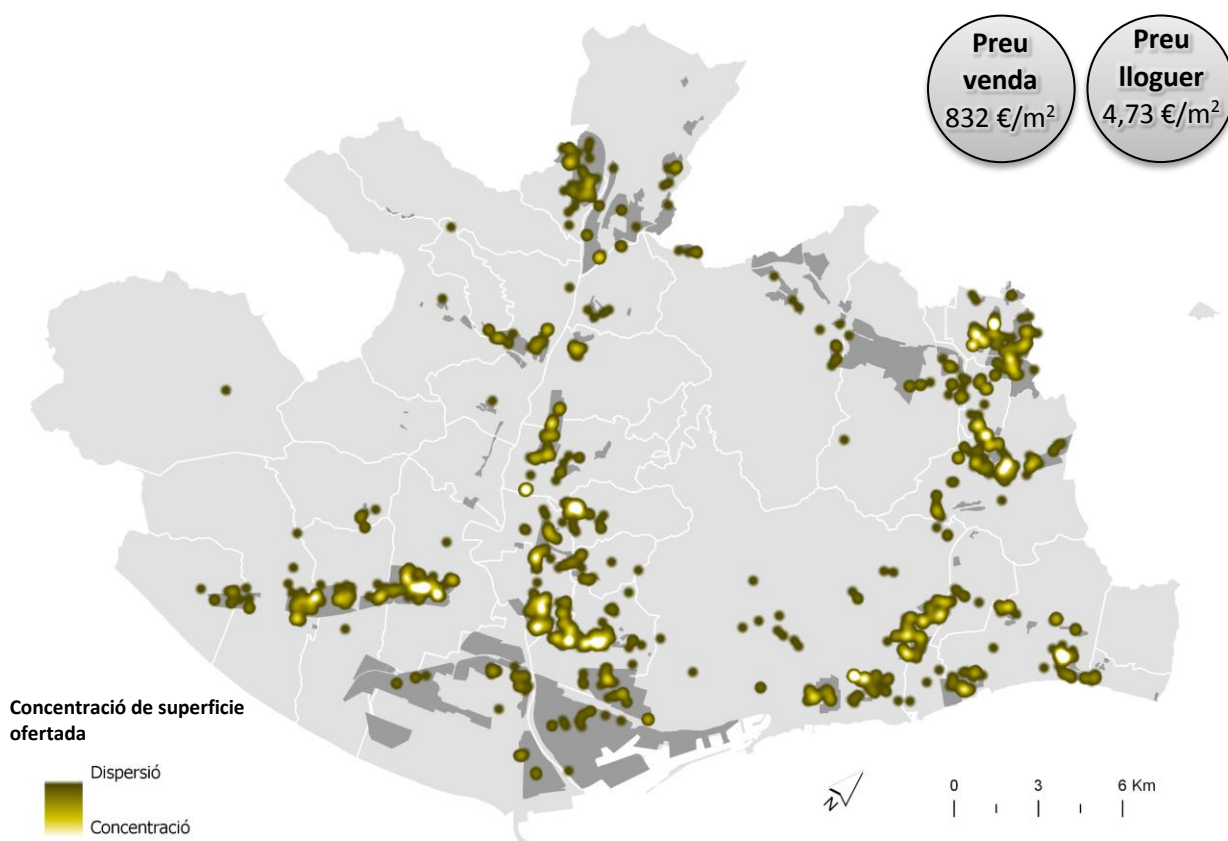 Preu
venda
832 €/m²
Preu
lloguer
4,73 €/m²
Concentració de superficie
ofertada
Dispersió
Concentració
N
0 3 6 Km